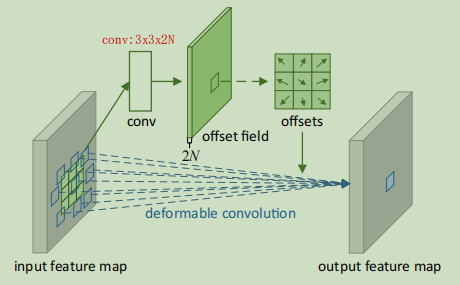 conv:3x3x2N
conv
offset field
offsets
2N
deformable convolution
input feature map
output feature map